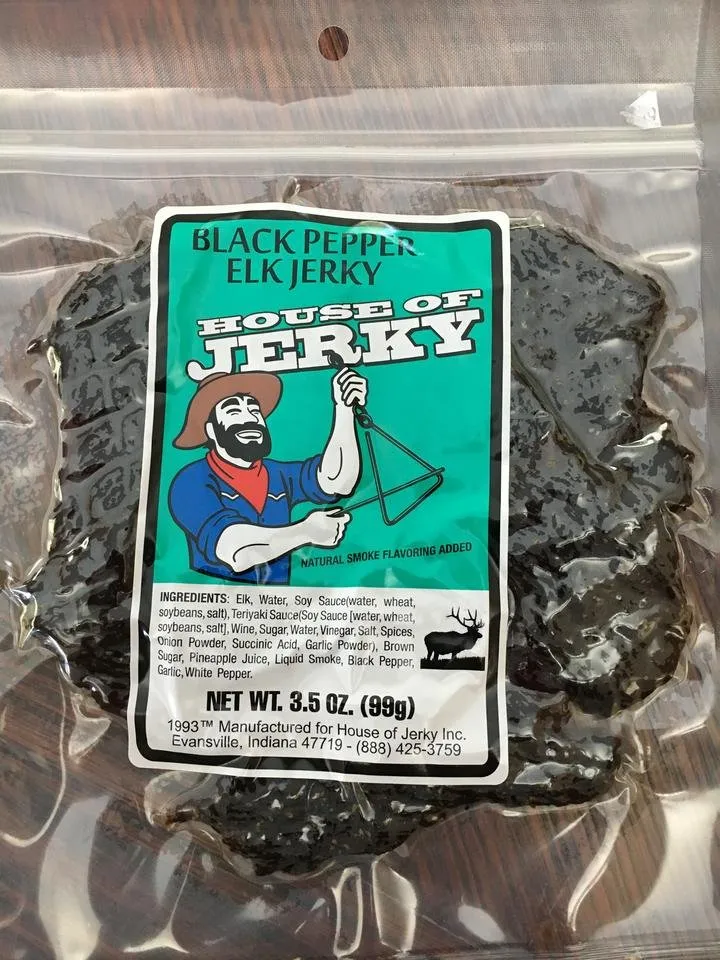 BLACK PEPPER
ELK JERKY
HOUSE OF
JERKY
NATURAL SMOKE FLAVORING ADDED
INGREDIENTS: Elk, Water, Soy Sauce(water, wheat,
soybeans, salt), Teriyaki Sauce(Soy Sauce [water, wheat,
soybeans, salt], Wine, Sugar, Water, Vinegar, Salt, Spices,
Onion Powder, Succinic Acid, Garlic Powder), Brown
Sugar, Pineapple Juice, Liquid Smoke, Black Pepper,
Garlic, White Pepper.
NET WT. 3.5 OZ. (99g)
1993™ Manufactured for House of Jerky Inc.
Evansville, Indiana 47719 - (888) 425-3759